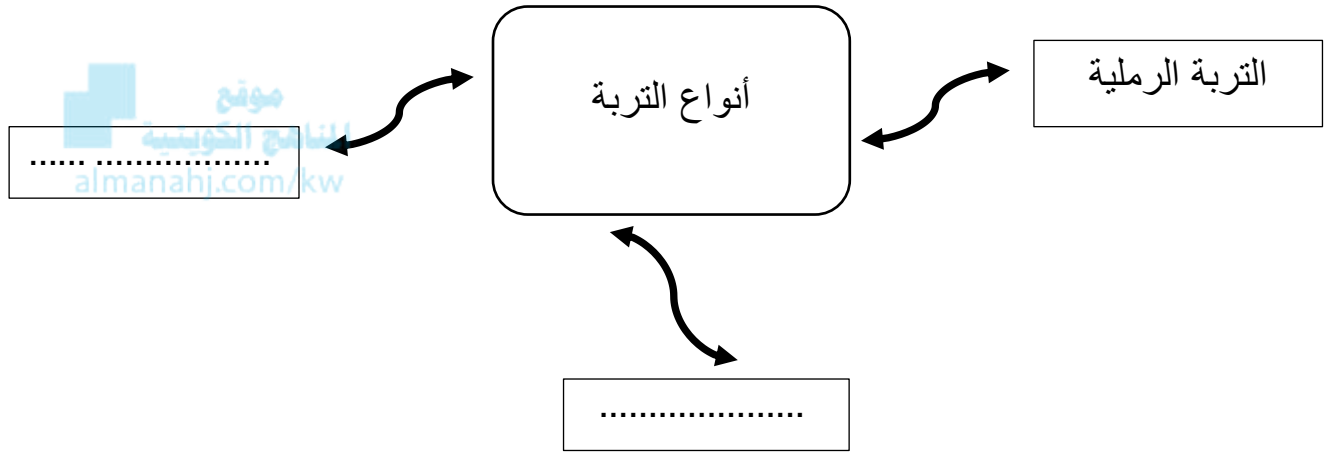 التربة الرملية
أنواع التربة
موقع
المناهج الكويتية
...... ..................
almanahj.com/kw
.....................